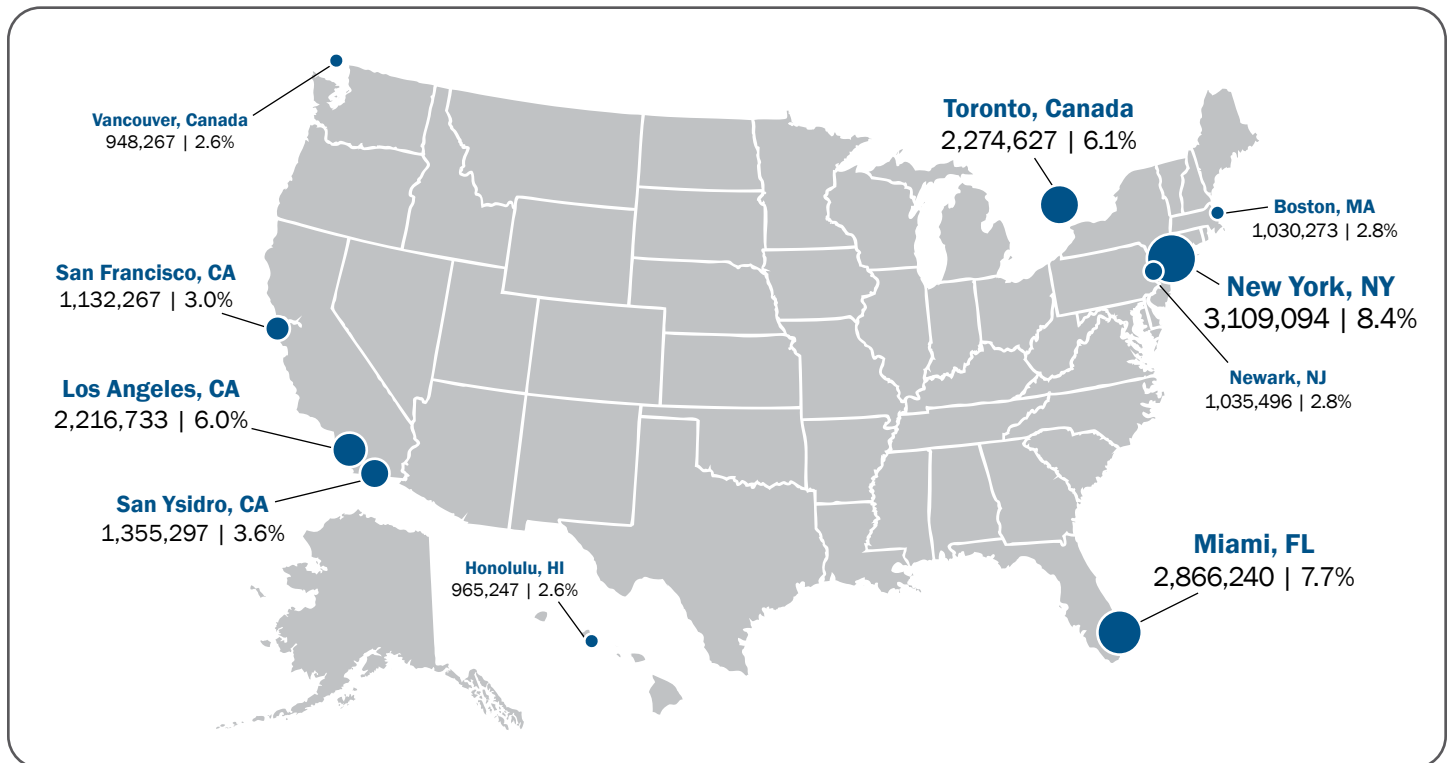 Vancouver, Canada
948,267 | 2.6%
Toronto, Canada
2,274,627 | 6.1%
Boston, MA
1,030,273 | 2.8%
San Francisco, CA
1,132,267 | 3.0%
New York, NY
3,109,094 | 8.4%
Los Angeles, CA
2,216,733 | 6.0%
Newark, NJ
1,035,496 | 2.8%
San Ysidro, CA
1,355,297 | 3.6%
Honolulu, HI
965,247 | 2.6%
Miami, FL
2,866,240 | 7.7%